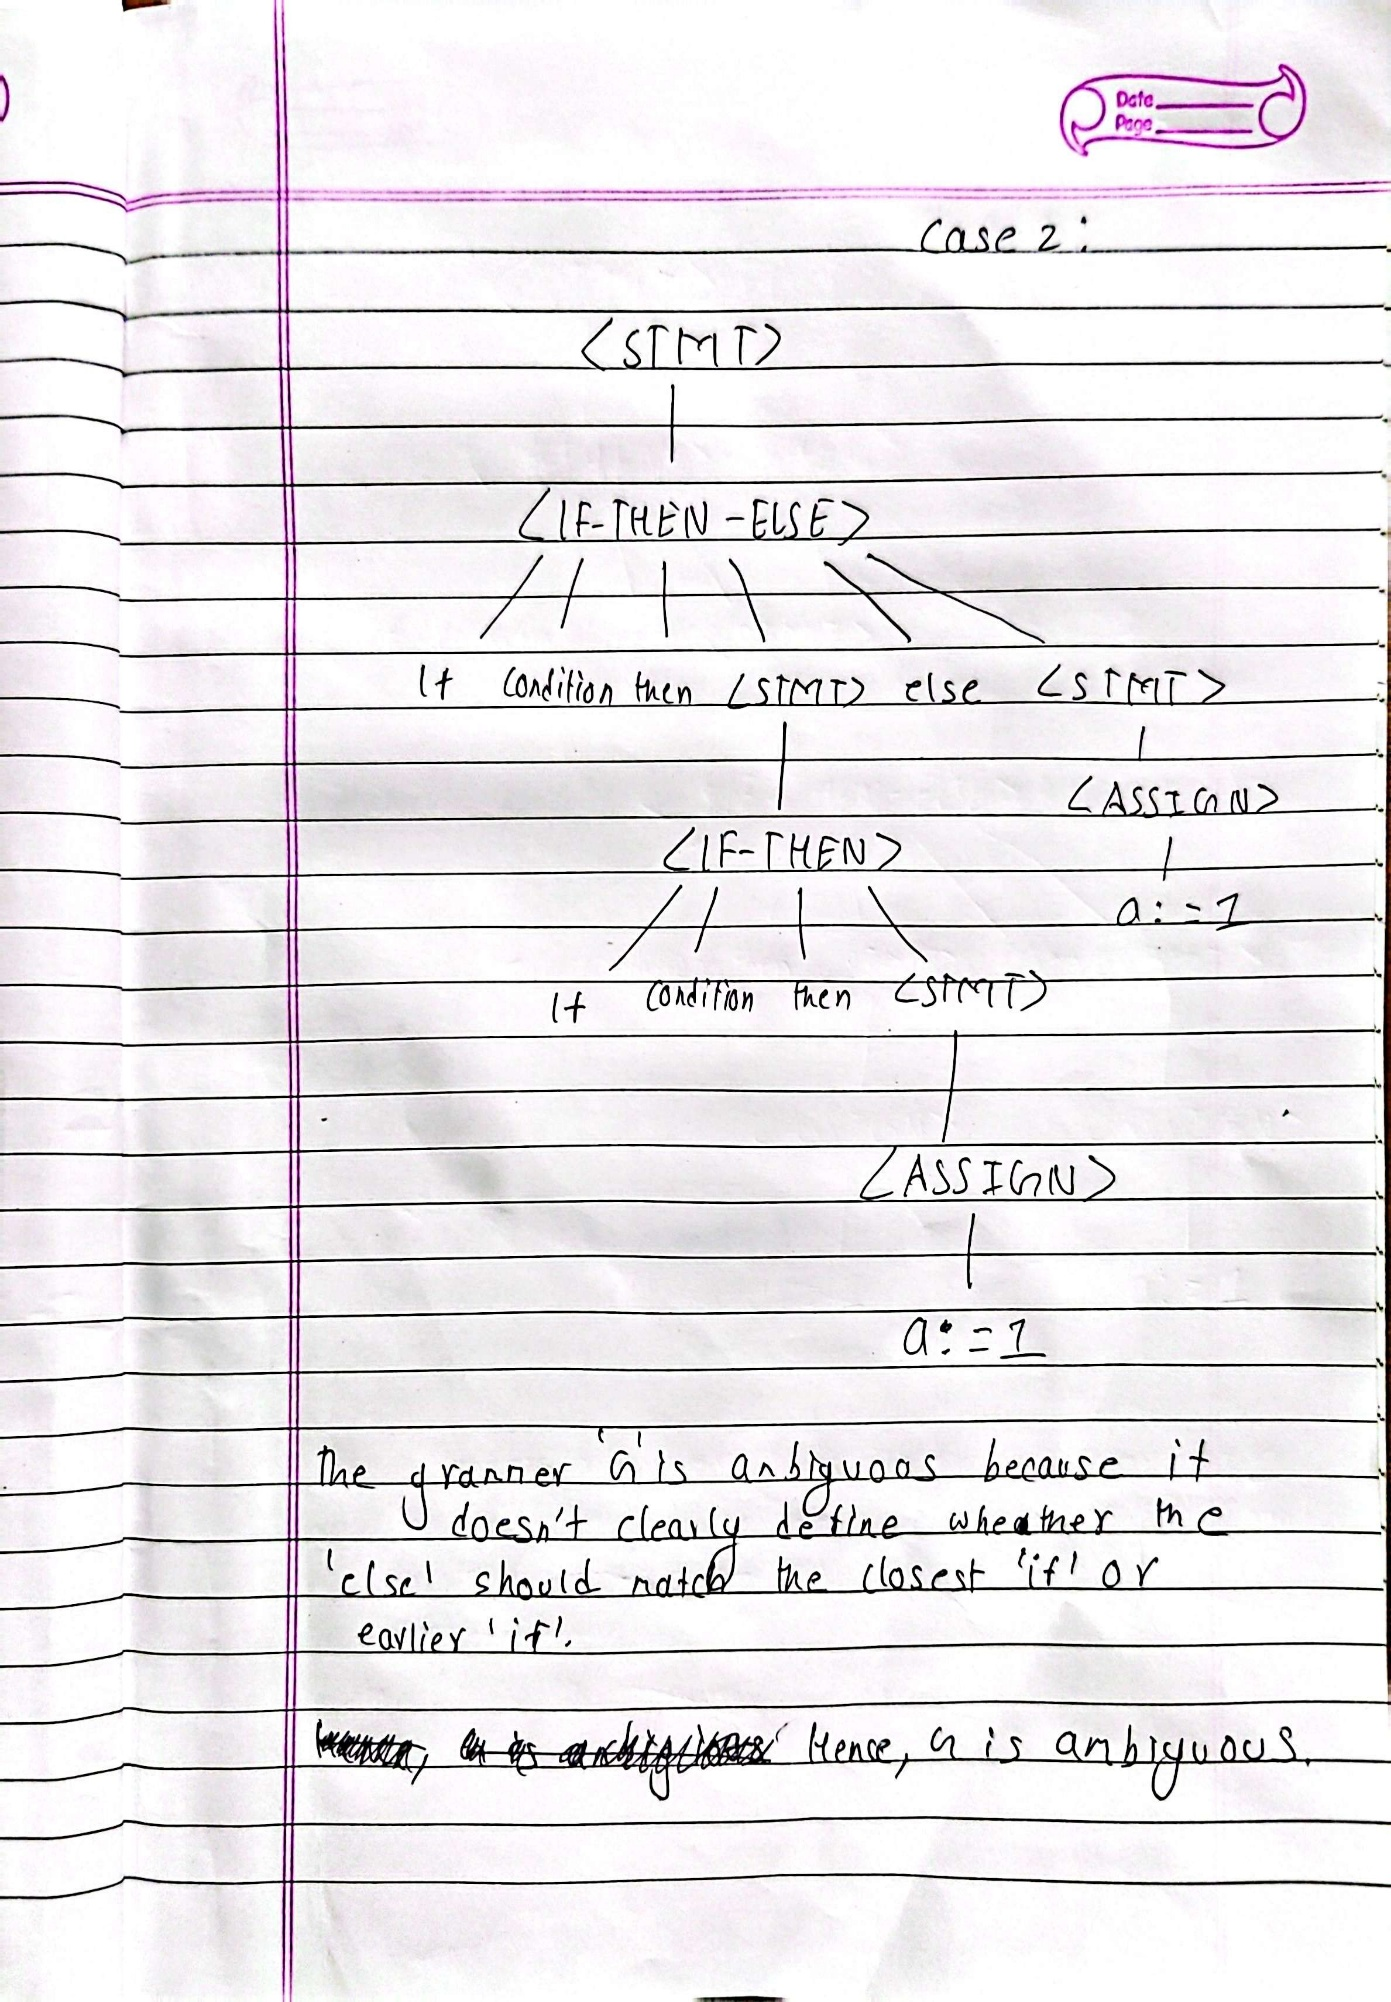 Date
Page
Case 2:
<STMT>
<IF-THEN-ELSE>
If condition then <STMT> else <STMT>
<ASSIGN>
<IF-THEN>
a:=1
If condition then <STMT>
<ASSIGN>
a:=1
The grammer 'G' is ambiguous because it
doesn't clearly define wheather the
'else' should match the closest 'if' or
earlier 'if'.
Hence, G is ambiguous.